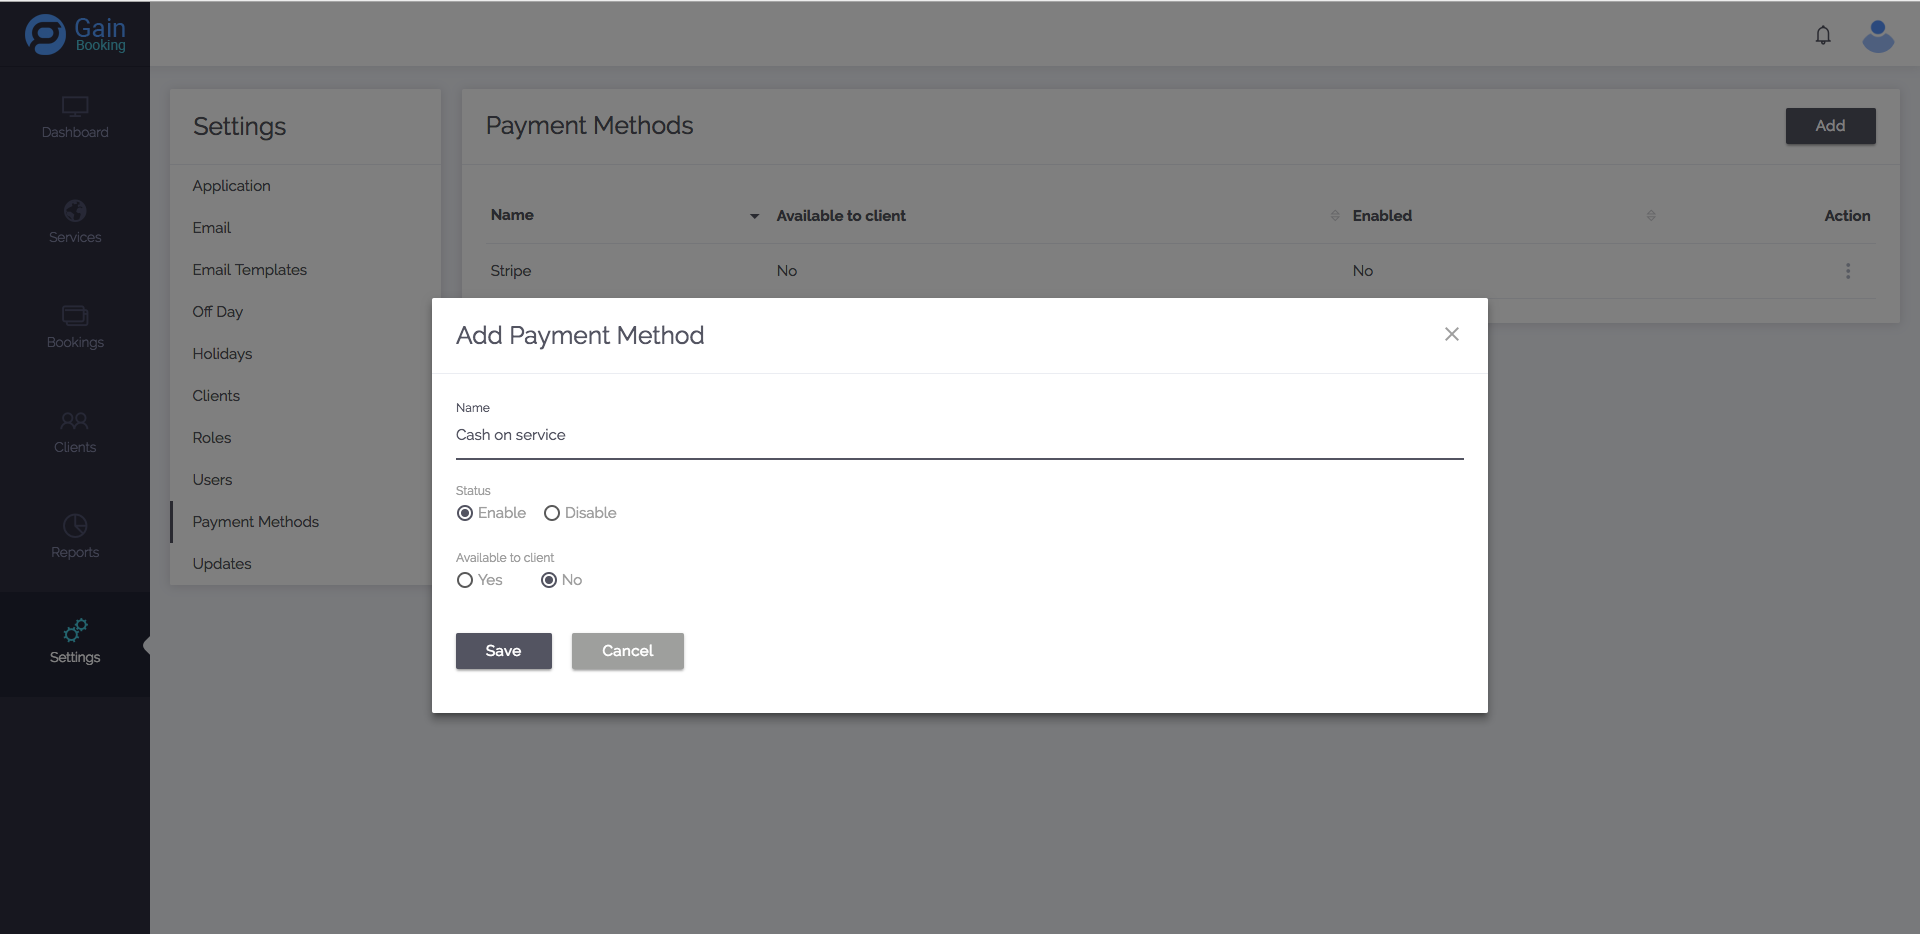 Gain
Booking
Dashboard
Services
Bookings
Clients
Reports
Settings
Settings
Application
Email
Email Templates
Off Day
Holidays
Clients
Roles
Users
Payment Methods
Updates
Payment Methods
Add
Name Available to client Enabled Action
Stripe No No
Add Payment Method
Name
Cash on service
Status
Enable Disable
Available to client
Yes No
Save Cancel